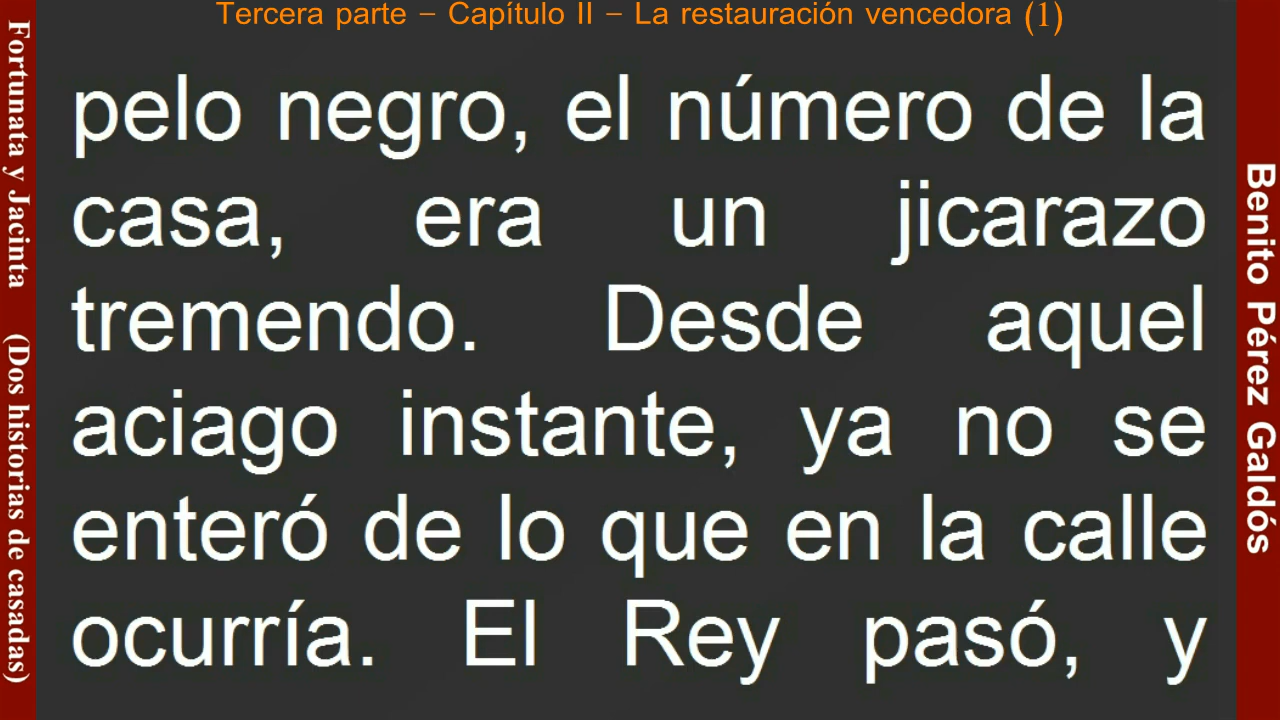 Tercera parte – Capítulo II – La restauración vencedora (1)
pelo negro, el número de la
casa, era un jicarazo
tremendo. Desde aquel
aciago instante, ya no se
enteró de lo que en la calle
ocurría. El Rey pasó, y
Fortunata y Jacinta (Dos historias de casadas)
Benito Pérez Galdós